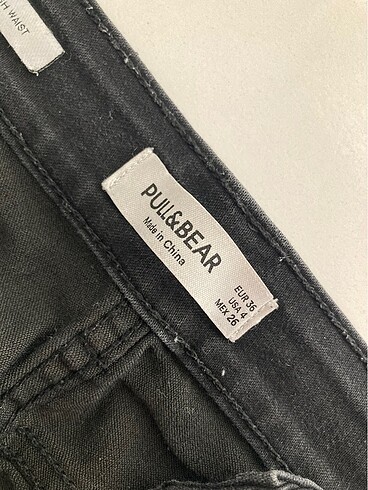 WAIST
PULL&BEAR
Made in China
EUR 36
USA 4
MEX 26